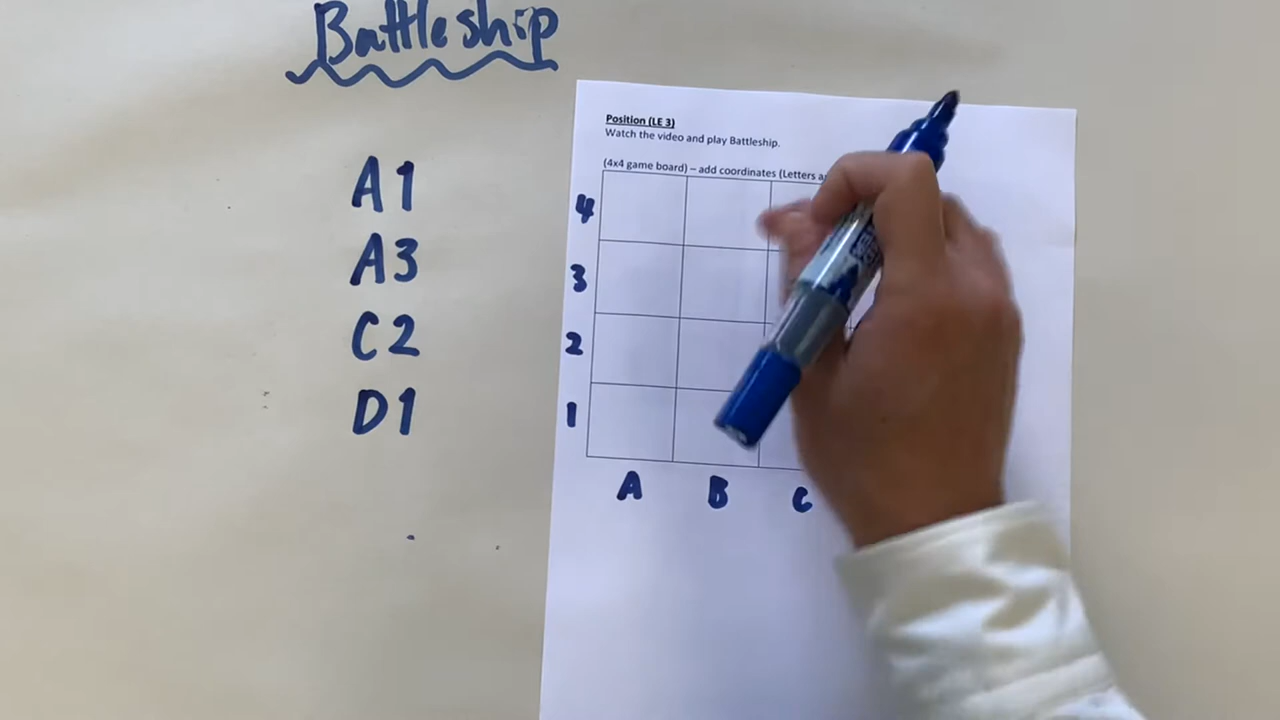 Battleship
A1
A3
C2
D1
Position (LE 3)
Watch the video and play Battleship.
(4x4 game board) – add coordinates (Letters
4
3
2
1
A B C